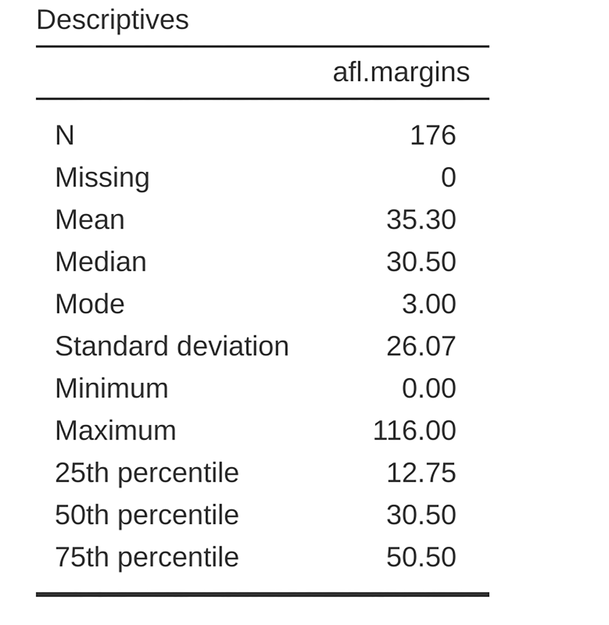 Descriptives
afl.margins
N 176
Missing 0
Mean 35.30
Median 30.50
Mode 3.00
Standard deviation 26.07
Minimum 0.00
Maximum 116.00
25th percentile 12.75
50th percentile 30.50
75th percentile 50.50